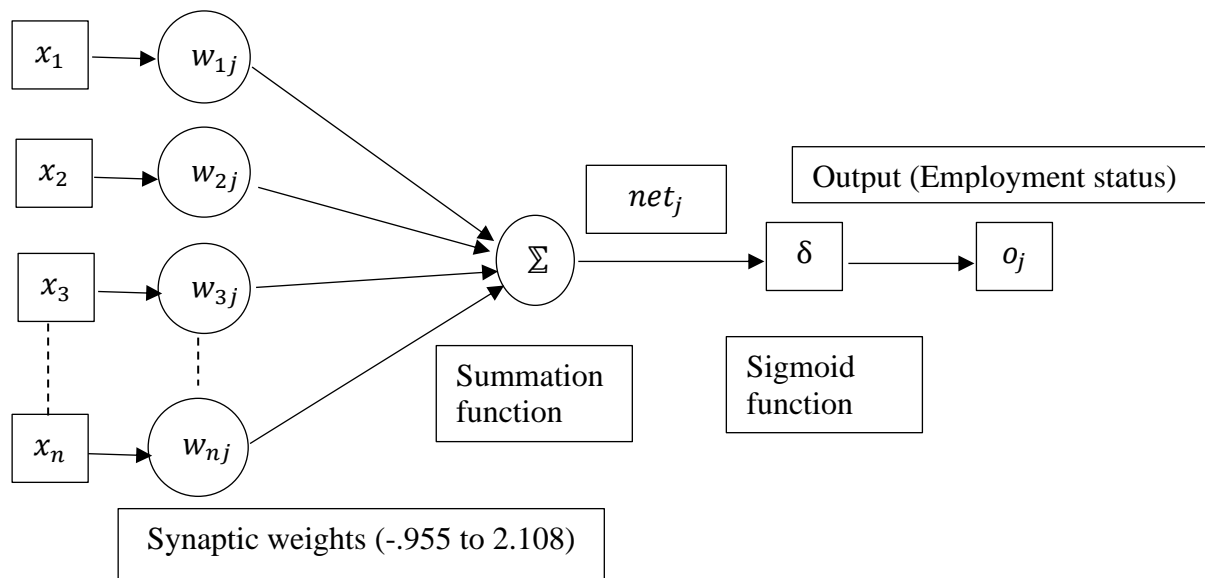 x₁
w₁ⱼ
x₂
w₂ⱼ
x₃
w₃ⱼ
xₙ
wₙⱼ
∑
netⱼ
δ
oⱼ
Output (Employment status)
Summation
function
Sigmoid
function
Synaptic weights (-.955 to 2.108)